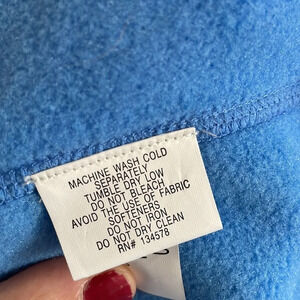 MACHINE WASH COLD
SEPARATELY
TUMBLE DRY LOW
DO NOT BLEACH
AVOID THE USE OF FABRIC
SOFTENERS
DO NOT IRON
DO NOT DRY CLEAN
RN# 134578